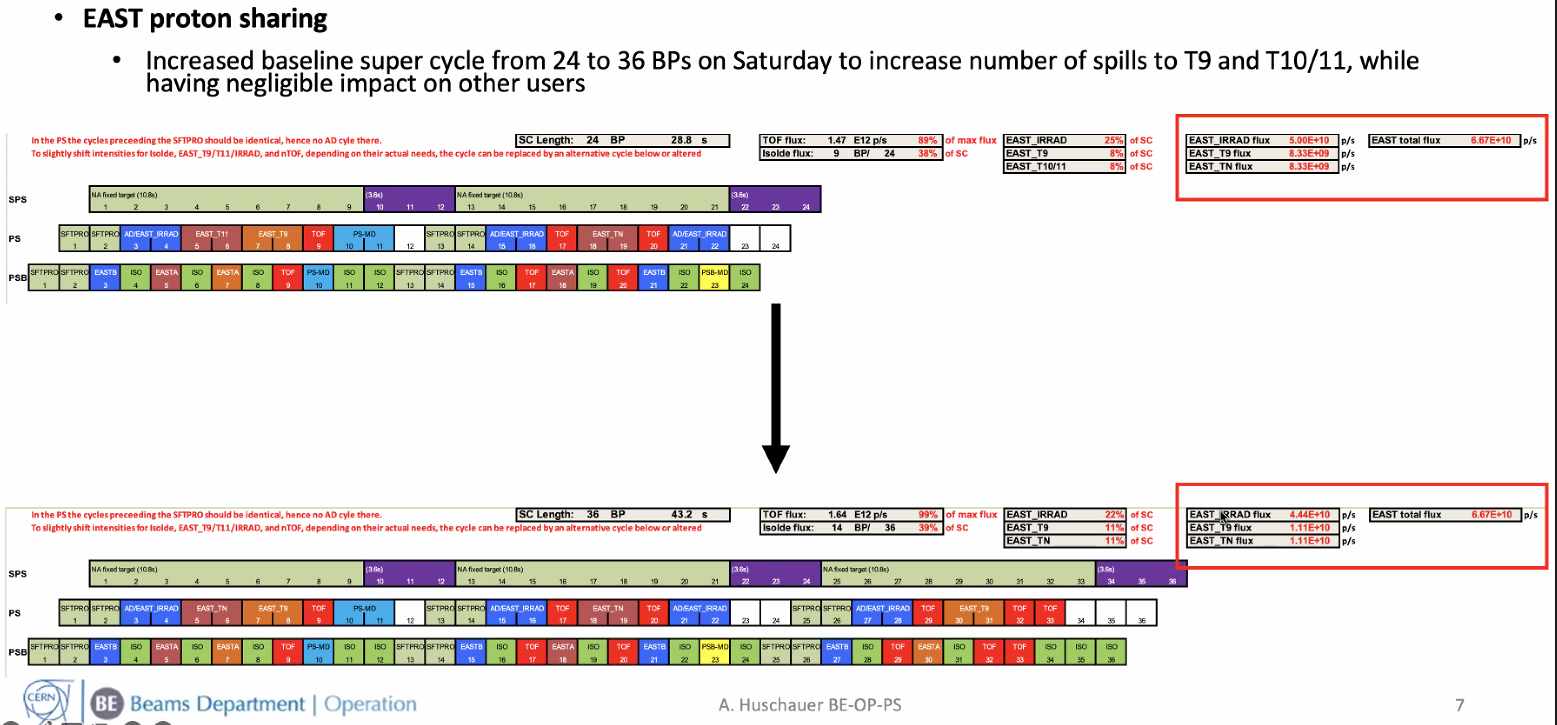 • EAST proton sharing
• Increased baseline super cycle from 24 to 36 BPs on Saturday to increase number of spills to T9 and T10/11, while
having negligible impact on other users
In the PS the cycles preceeding the SFTPRO should be identical, hence no AD cyle there.
To slightly shift intensities for Isolde, EAST_T9/T11/IRRAD, and nTOF, depending on their actual needs, the cycle can be replaced by an alternative cycle below or altered
SC Length: 24 BP 28.8 s
TOF flux: 1.47 E12 p/s 89% of max flux
Isolde flux: 9 BP/ 24 38% of SC
EAST_IRRAD 25% of SC
EAST_T9 8% of SC
EAST_T10/11 8% of SC
EAST_IRRAD flux 5.00E+10 p/s
EAST_T9 flux 8.33E+09 p/s
EAST_TN flux 8.33E+09 p/s
EAST total flux 6.67E+10 p/s
SPS
NA fixed target (10.8s) (3.6s) NA fixed target (10.8s) (3.6s)
1 2 3 4 5 6 7 8 9 10 11 12 13 14 15 16 17 18 19 20 21 22 23 24
PS
SFTPRO SFTPRO AD/EAST_IRRAD EAST_T11 EAST_T9 TOF PS-MD SFTPRO SFTPRO AD/EAST_IRRAD TOF EAST_TN TOF AD/EAST_IRRAD
1 2 3 4 5 6 7 8 9 10 11 12 13 14 15 16 17 18 19 20 21 22 23 24
PSB
SFTPRO SFTPRO EASTB ISO EASTA ISO EASTA ISO TOF PS-MD ISO ISO SFTPRO SFTPRO EASTB ISO TOF EASTA ISO TOF EASTB ISO PSB-MD ISO
1 2 3 4 5 6 7 8 9 10 11 12 13 14 15 16 17 18 19 20 21 22 23 24
In the PS the cycles preceeding the SFTPRO should be identical, hence no AD cyle there.
To slightly shift intensities for Isolde, EAST_T9/T11/IRRAD, and nTOF, depending on their actual needs, the cycle can be replaced by an alternative cycle below or altered
SC Length: 36 BP 43.2 s
TOF flux: 1.64 E12 p/s 99% of max flux
Isolde flux: 14 BP/ 36 39% of SC
EAST_IRRAD 22% of SC
EAST_T9 11% of SC
EAST_TN 11% of SC
EAST_IRRAD flux 4.44E+10 p/s
EAST_T9 flux 1.11E+10 p/s
EAST_TN flux 1.11E+10 p/s
EAST total flux 6.67E+10 p/s
SPS
NA fixed target (10.8s) (3.6s) NA fixed target (10.8s) (3.6s) NA fixed target (10.8s) (3.6s)
1 2 3 4 5 6 7 8 9 10 11 12 13 14 15 16 17 18 19 20 21 22 23 24 25 26 27 28 29 30 31 32 33 34 35 36
PS
SFTPRO SFTPRO AD/EAST_IRRAD EAST_TN EAST_T9 TOF PS-MD SFTPRO SFTPRO AD/EAST_IRRAD TOF EAST_TN TOF AD/EAST_IRRAD SFTPRO SFTPRO AD/EAST_IRRAD TOF EAST_T9 TOF TOF
1 2 3 4 5 6 7 8 9 10 11 12 13 14 15 16 17 18 19 20 21 22 23 24 25 26 27 28 29 30 31 32 33 34 35 36
PSB
SFTPRO SFTPRO EASTB ISO EASTA ISO EASTA ISO TOF PS-MD ISO ISO SFTPRO SFTPRO EASTB ISO TOF EASTA ISO TOF EASTB ISO PSB-MD ISO SFTPRO SFTPRO EASTB ISO TOF EASTA ISO TOF TOF ISO ISO ISO
1 2 3 4 5 6 7 8 9 10 11 12 13 14 15 16 17 18 19 20 21 22 23 24 25 26 27 28 29 30 31 32 33 34 35 36
CERN BE Beams Department | Operation
A. Huschauer BE-OP-PS
7